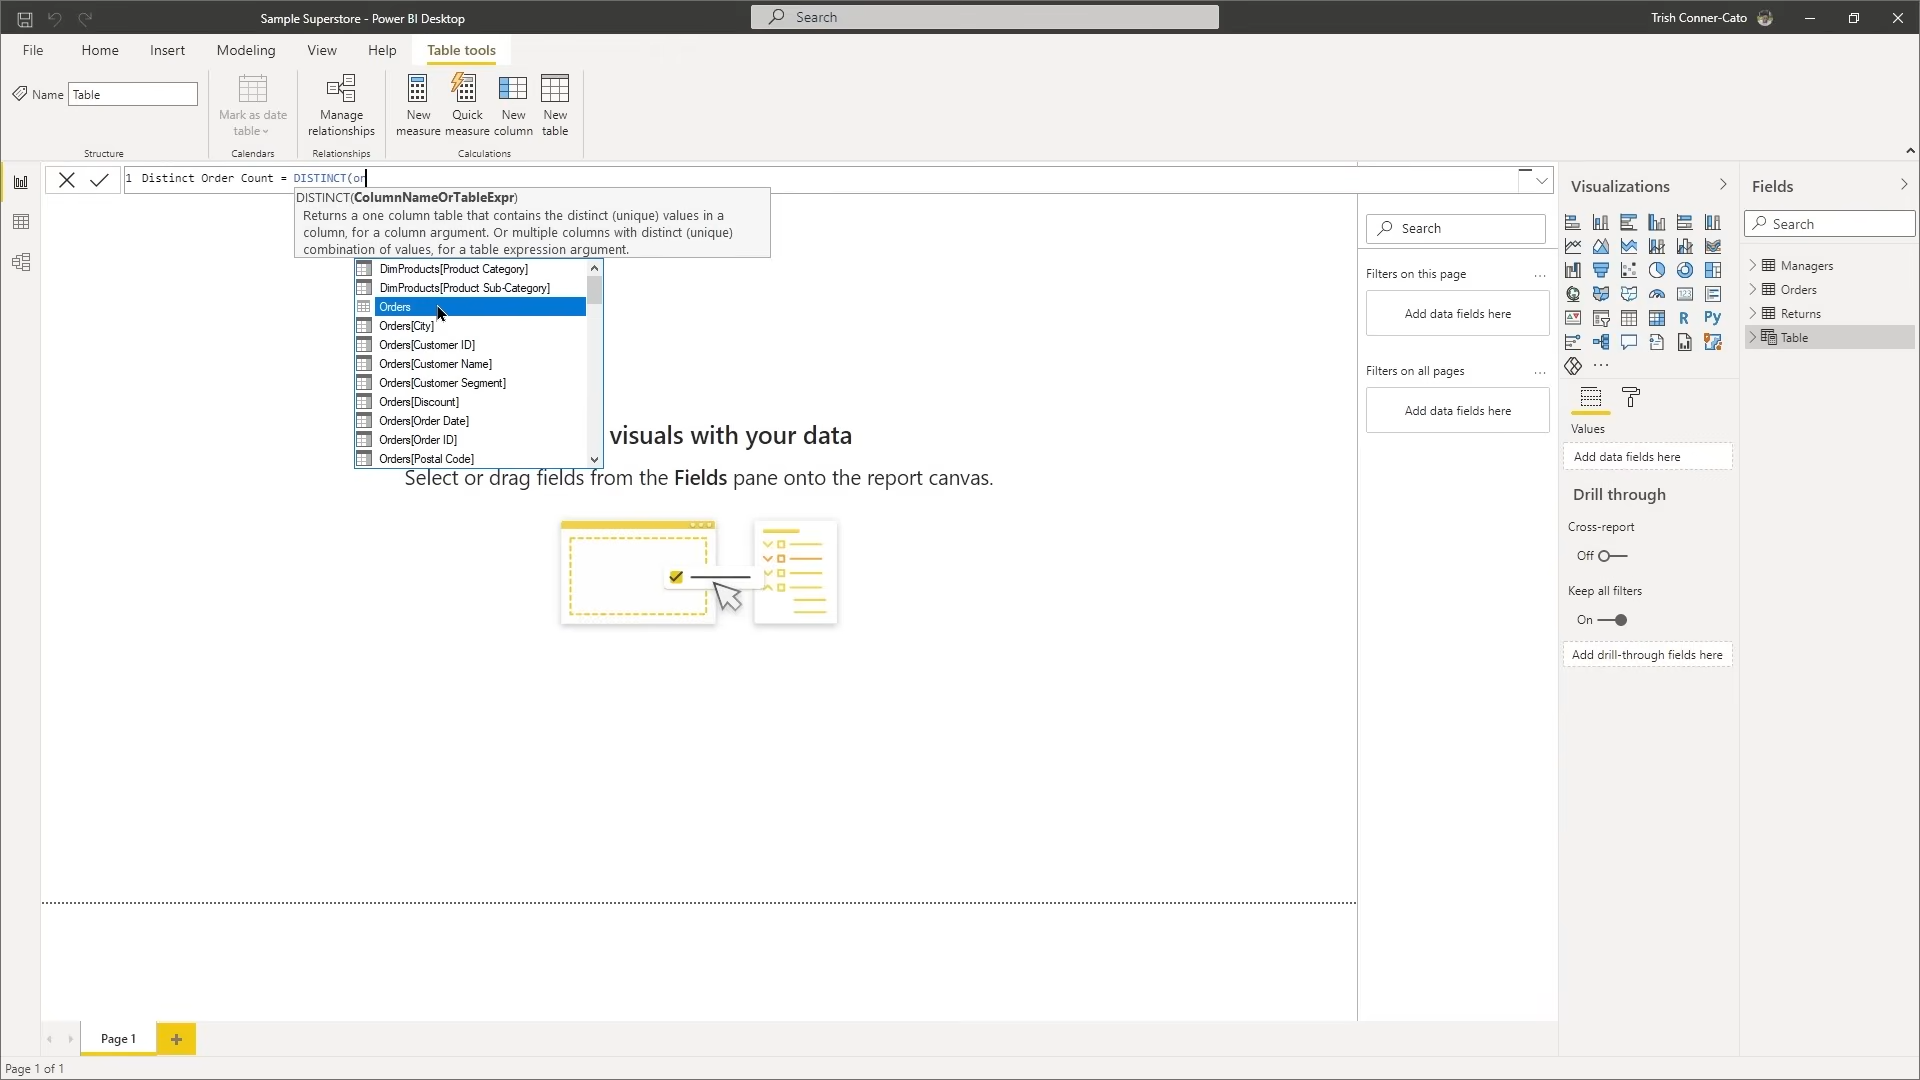 Sample Superstore - Power BI Desktop
Search
Trish Conner-Cato
File
Home
Insert
Modeling
View
Help
Table tools
Name
Table
Mark as date
table
Manage
relationships
New
measure
Quick
measure
New
column
New
table
Structure
Calendars
Relationships
Calculations
1 Distinct Order Count = DISTINCT(or
DISTINCT(ColumnNameOrTableExpr)
Returns a one column table that contains the distinct (unique) values in a
column, for a column argument. Or multiple columns with distinct (unique)
combination of values, for a table expression argument.
DimProducts[Product Category]
DimProducts[Product Sub-Category]
Orders
Orders[City]
Orders[Customer ID]
Orders[Customer Name]
Orders[Customer Segment]
Orders[Discount]
Orders[Order Date]
Orders[Order ID]
Orders[Postal Code]
visuals with your data
Select or drag fields from the Fields pane onto the report canvas.
Search
Filters on this page
...
Add data fields here
Filters on all pages
...
Add data fields here
Visualizations
123
R
Py
...
Values
Add data fields here
Drill through
Cross-report
Off
Keep all filters
On
Add drill-through fields here
Fields
Search
Managers
Orders
Returns
Table
Page 1
+
Page 1 of 1